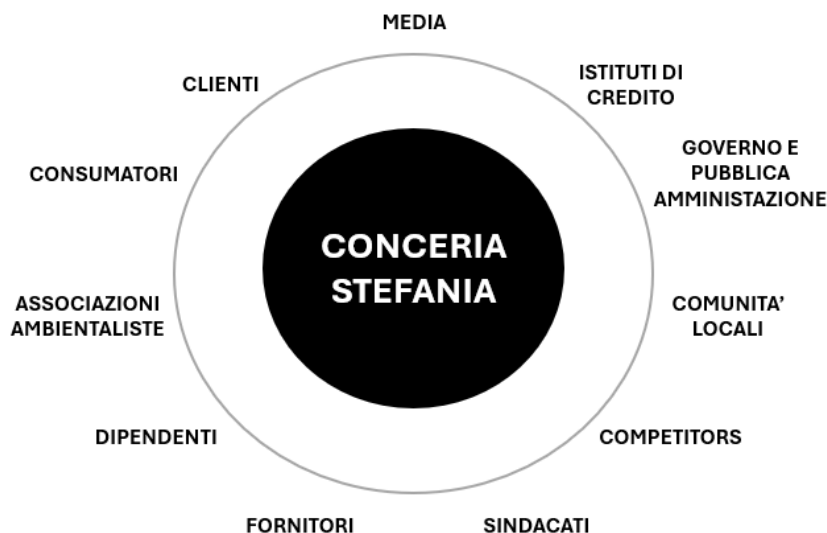 MEDIA
CLIENTI
ISTITUTI DI
CREDITO
CONSUMATORI
GOVERNO E
PUBBLICA
AMMINISTAZIONE
CONCERIA
STEFANIA
ASSOCIAZIONI
AMBIENTALISTE
COMUNITA’
LOCALI
DIPENDENTI
COMPETITORS
FORNITORI
SINDACATI